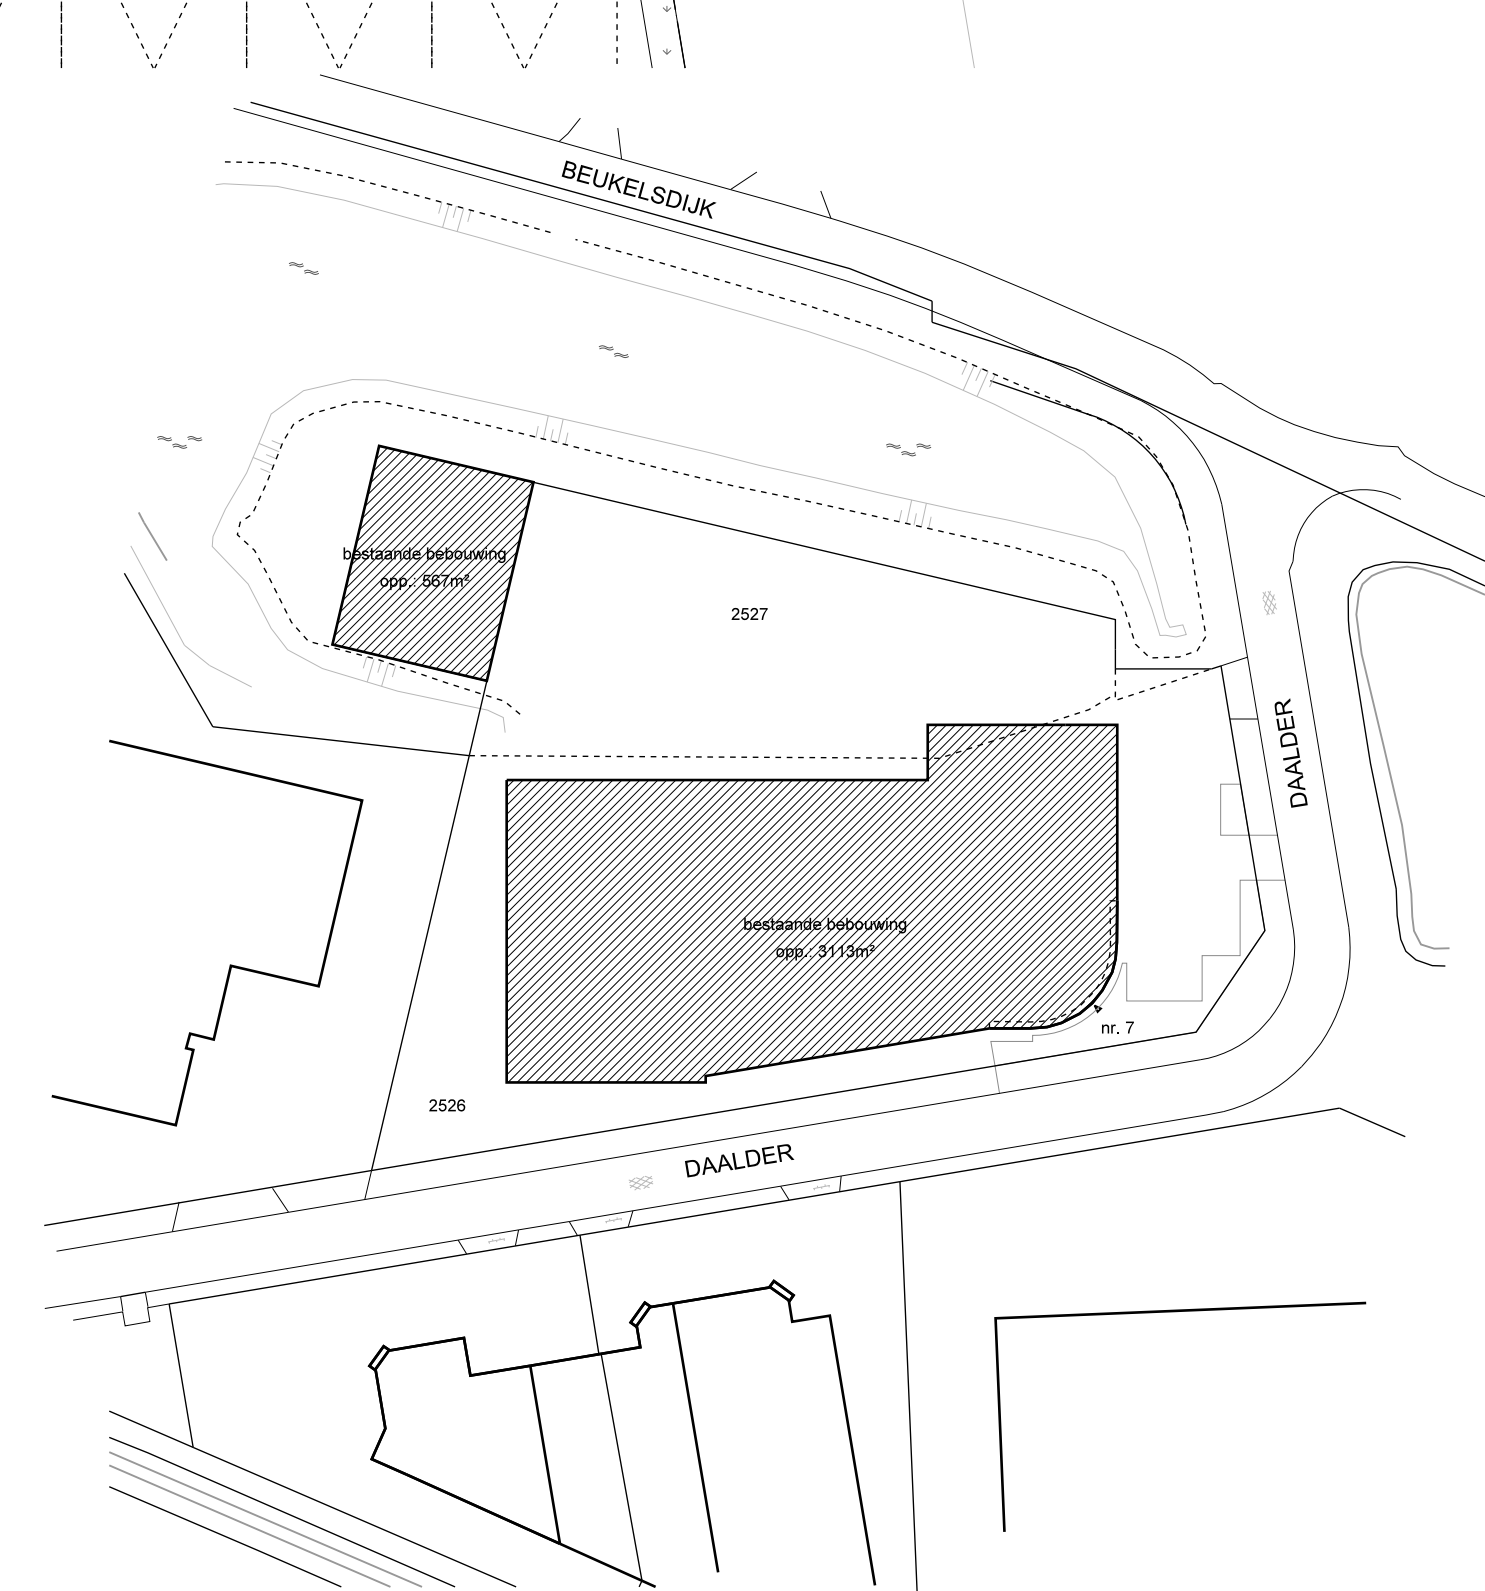 BEUKELSDIJK
bestaande bebouwing
opp.: 567m²
2527
DAALDER
bestaande bebouwing
opp.: 3113m²
nr. 7
2526
DAALDER